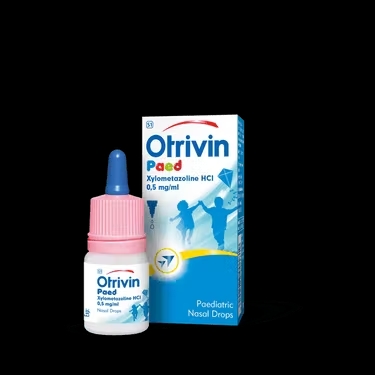 S1
Otrivin
Paed
Xylometazoline HCl
0,5 mg/ml
Paediatric
Nasal Drops
Otrivin
Paed
Xylometazoline HCl
0,5 mg/ml
Nasal Drops